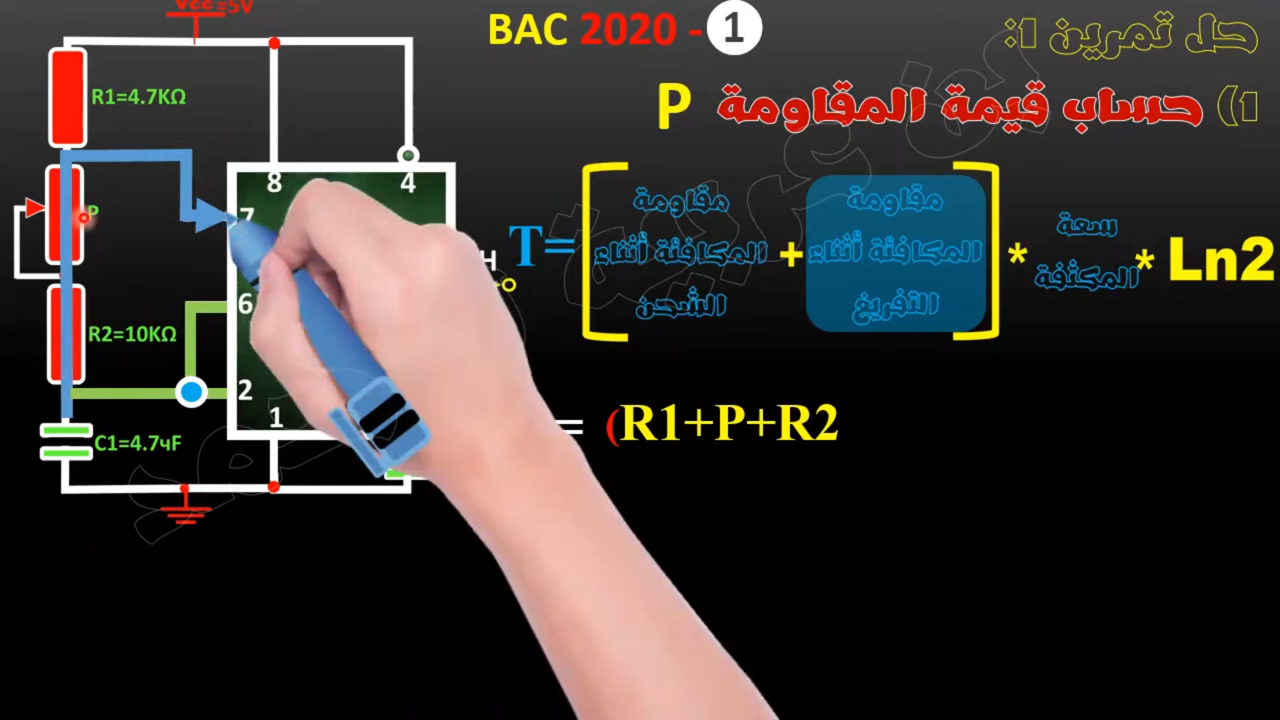 Vcc =5V
BAC 2020 - 1
حل تمرين 1:
1) حساب قيمة المقاومة P
R1=4.7KΩ
P
R2=10KΩ
C1=4.7чF
8
4
7
6
2
1
H
T= [ مقاومة المكافئة أثناء الشحن + مقاومة المكافئة أثناء التفريغ ] * سعة المكثفة * Ln2
= (R1+P+R2